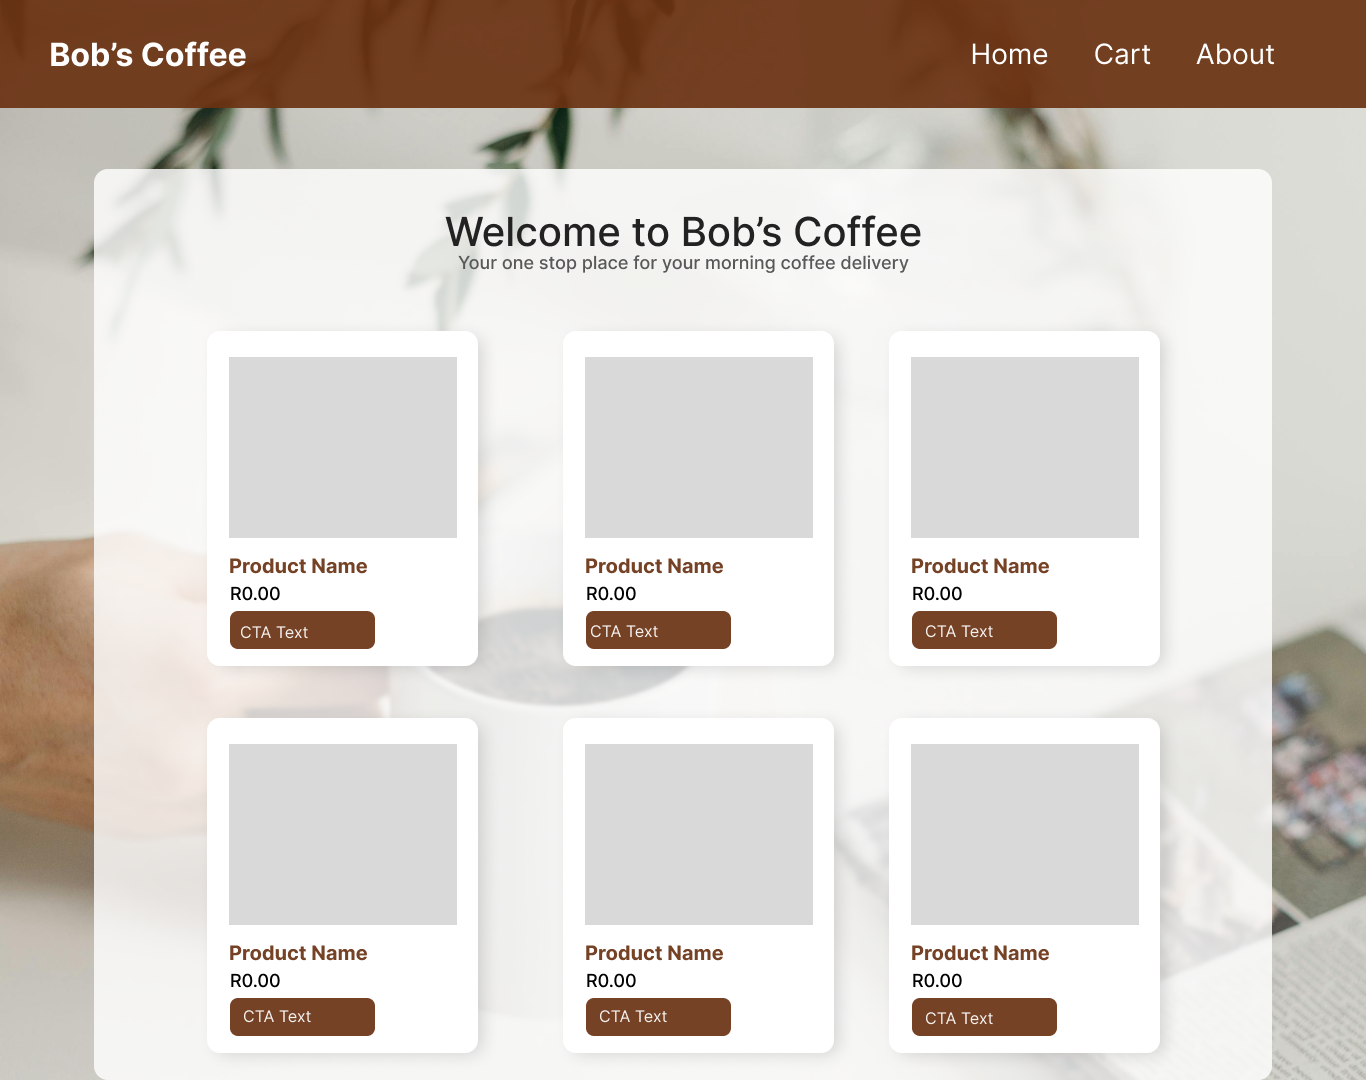 Bob’s Coffee
Home Cart About
Welcome to Bob’s Coffee
Your one stop place for your morning coffee delivery
Product Name
R0.00
CTA Text
Product Name
R0.00
CTA Text
Product Name
R0.00
CTA Text
Product Name
R0.00
CTA Text
Product Name
R0.00
CTA Text
Product Name
R0.00
CTA Text